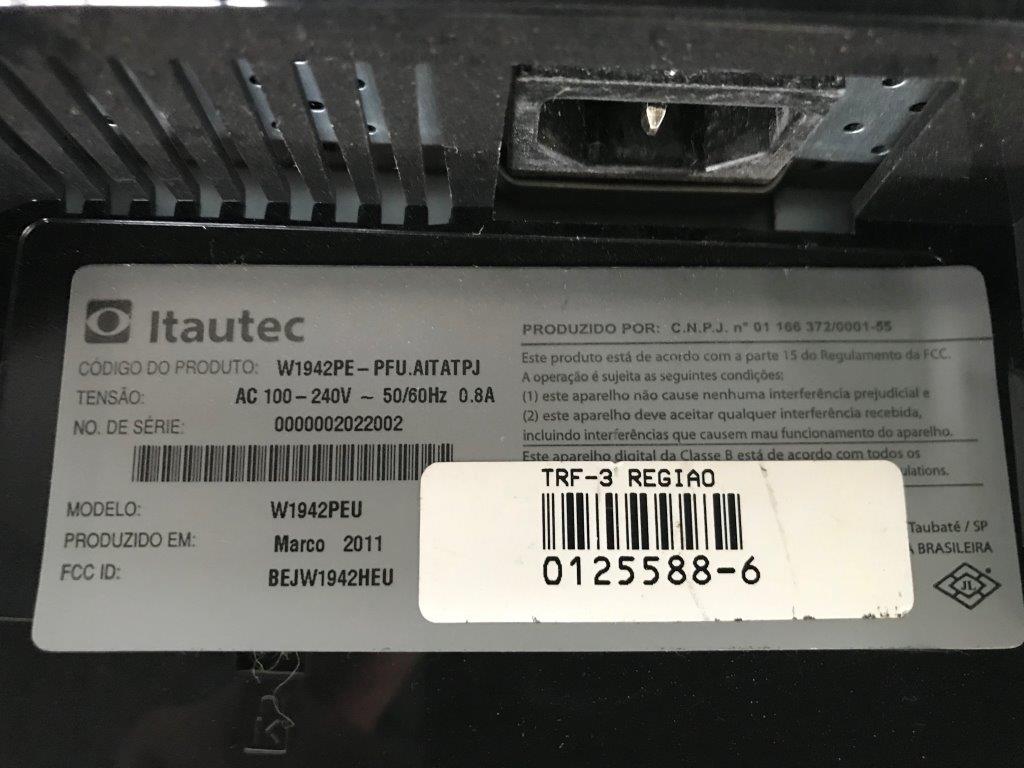 Itautec
CÓDIGO DO PRODUTO: W1942PE-PFU.AITATPJ
TENSÃO: AC 100-240V ~ 50/60Hz 0.8A
NO. DE SÉRIE: 0000002022002
MODELO: W1942PEU
PRODUZIDO EM: Marco 2011
FCC ID: BEJW1942HEU
PRODUZIDO POR: C.N.P.J. n° 01 166 372/0001-55
Este produto está de acordo com a parte 15 do Regulamento da FCC.
A operação é sujeita as seguintes condições:
(1) este aparelho não cause nenhuma interferência prejudicial e
(2) este aparelho deve aceitar qualquer interferência recebida,
incluindo interferências que causem mau funcionamento do aparelho.
Este aparelho digital da Classe B está de acordo com todos os
ulations.
TRF-3 REGIAO
0125588-6
Taubaté / SP
A BRASILEIRA
JL